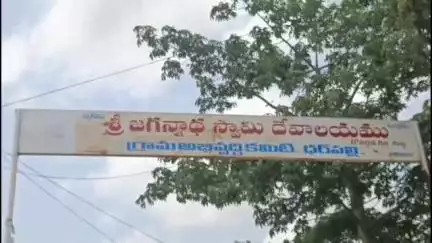 శ్రీ జగన్నాథ స్వామి దేవాలయము
గ్రామ అభివృద్ధి కమిటి, ధర్పల్లి.